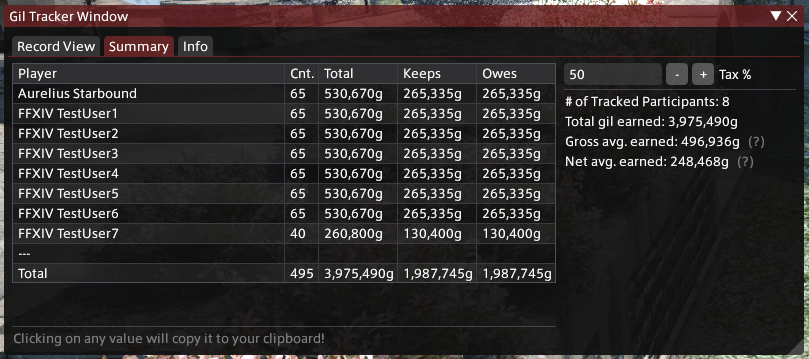 Gil Tracker Window
Record View Summary Info
Player Cnt. Total Keeps Owes
Aurelius Starbound 65 530,670g 265,335g 265,335g
FFXIV TestUser1 65 530,670g 265,335g 265,335g
FFXIV TestUser2 65 530,670g 265,335g 265,335g
FFXIV TestUser3 65 530,670g 265,335g 265,335g
FFXIV TestUser4 65 530,670g 265,335g 265,335g
FFXIV TestUser5 65 530,670g 265,335g 265,335g
FFXIV TestUser6 65 530,670g 265,335g 265,335g
FFXIV TestUser7 40 260,800g 130,400g 130,400g
---
Total 495 3,975,490g 1,987,745g 1,987,745g
50 - + Tax %
# of Tracked Participants: 8
Total gil earned: 3,975,490g
Gross avg. earned: 496,936g (?)
Net avg. earned: 248,468g (?)
Clicking on any value will copy it to your clipboard!